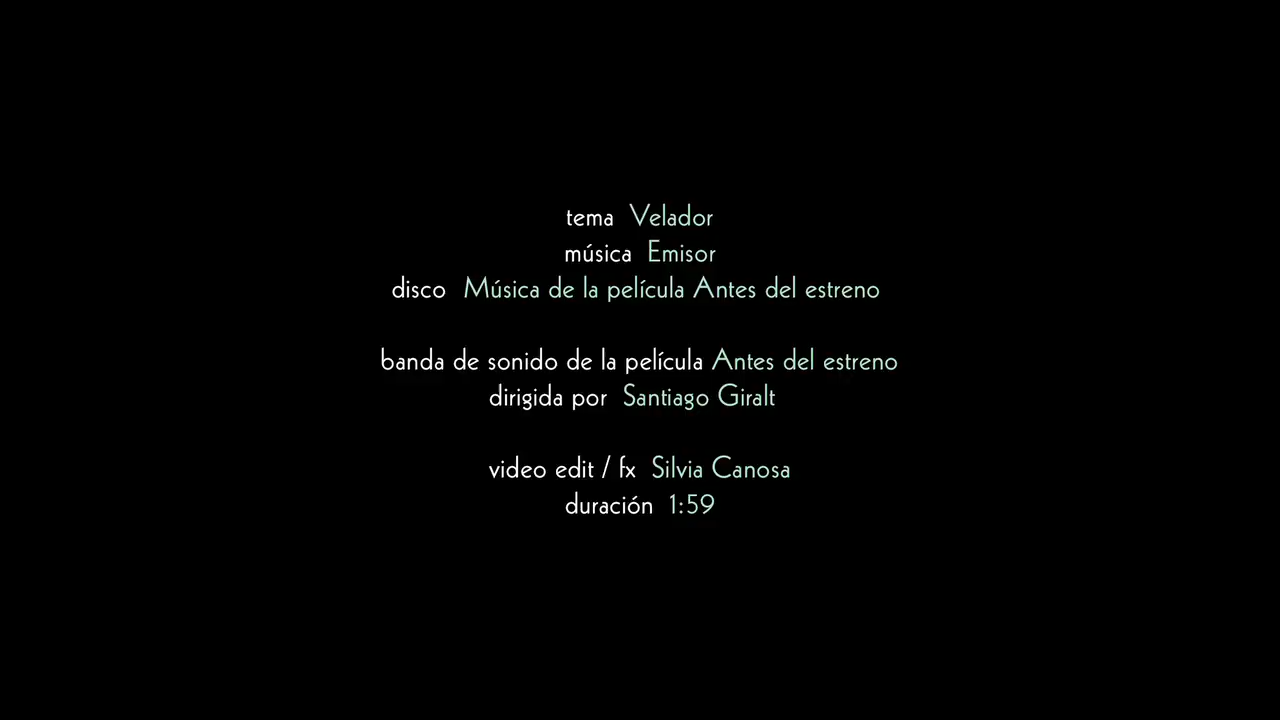 tema Velador
música Emisor
disco Música de la película Antes del estreno
banda de sonido de la película Antes del estreno
dirigida por Santiago Giralt
video edit / fx Silvia Canosa
duración 1:59